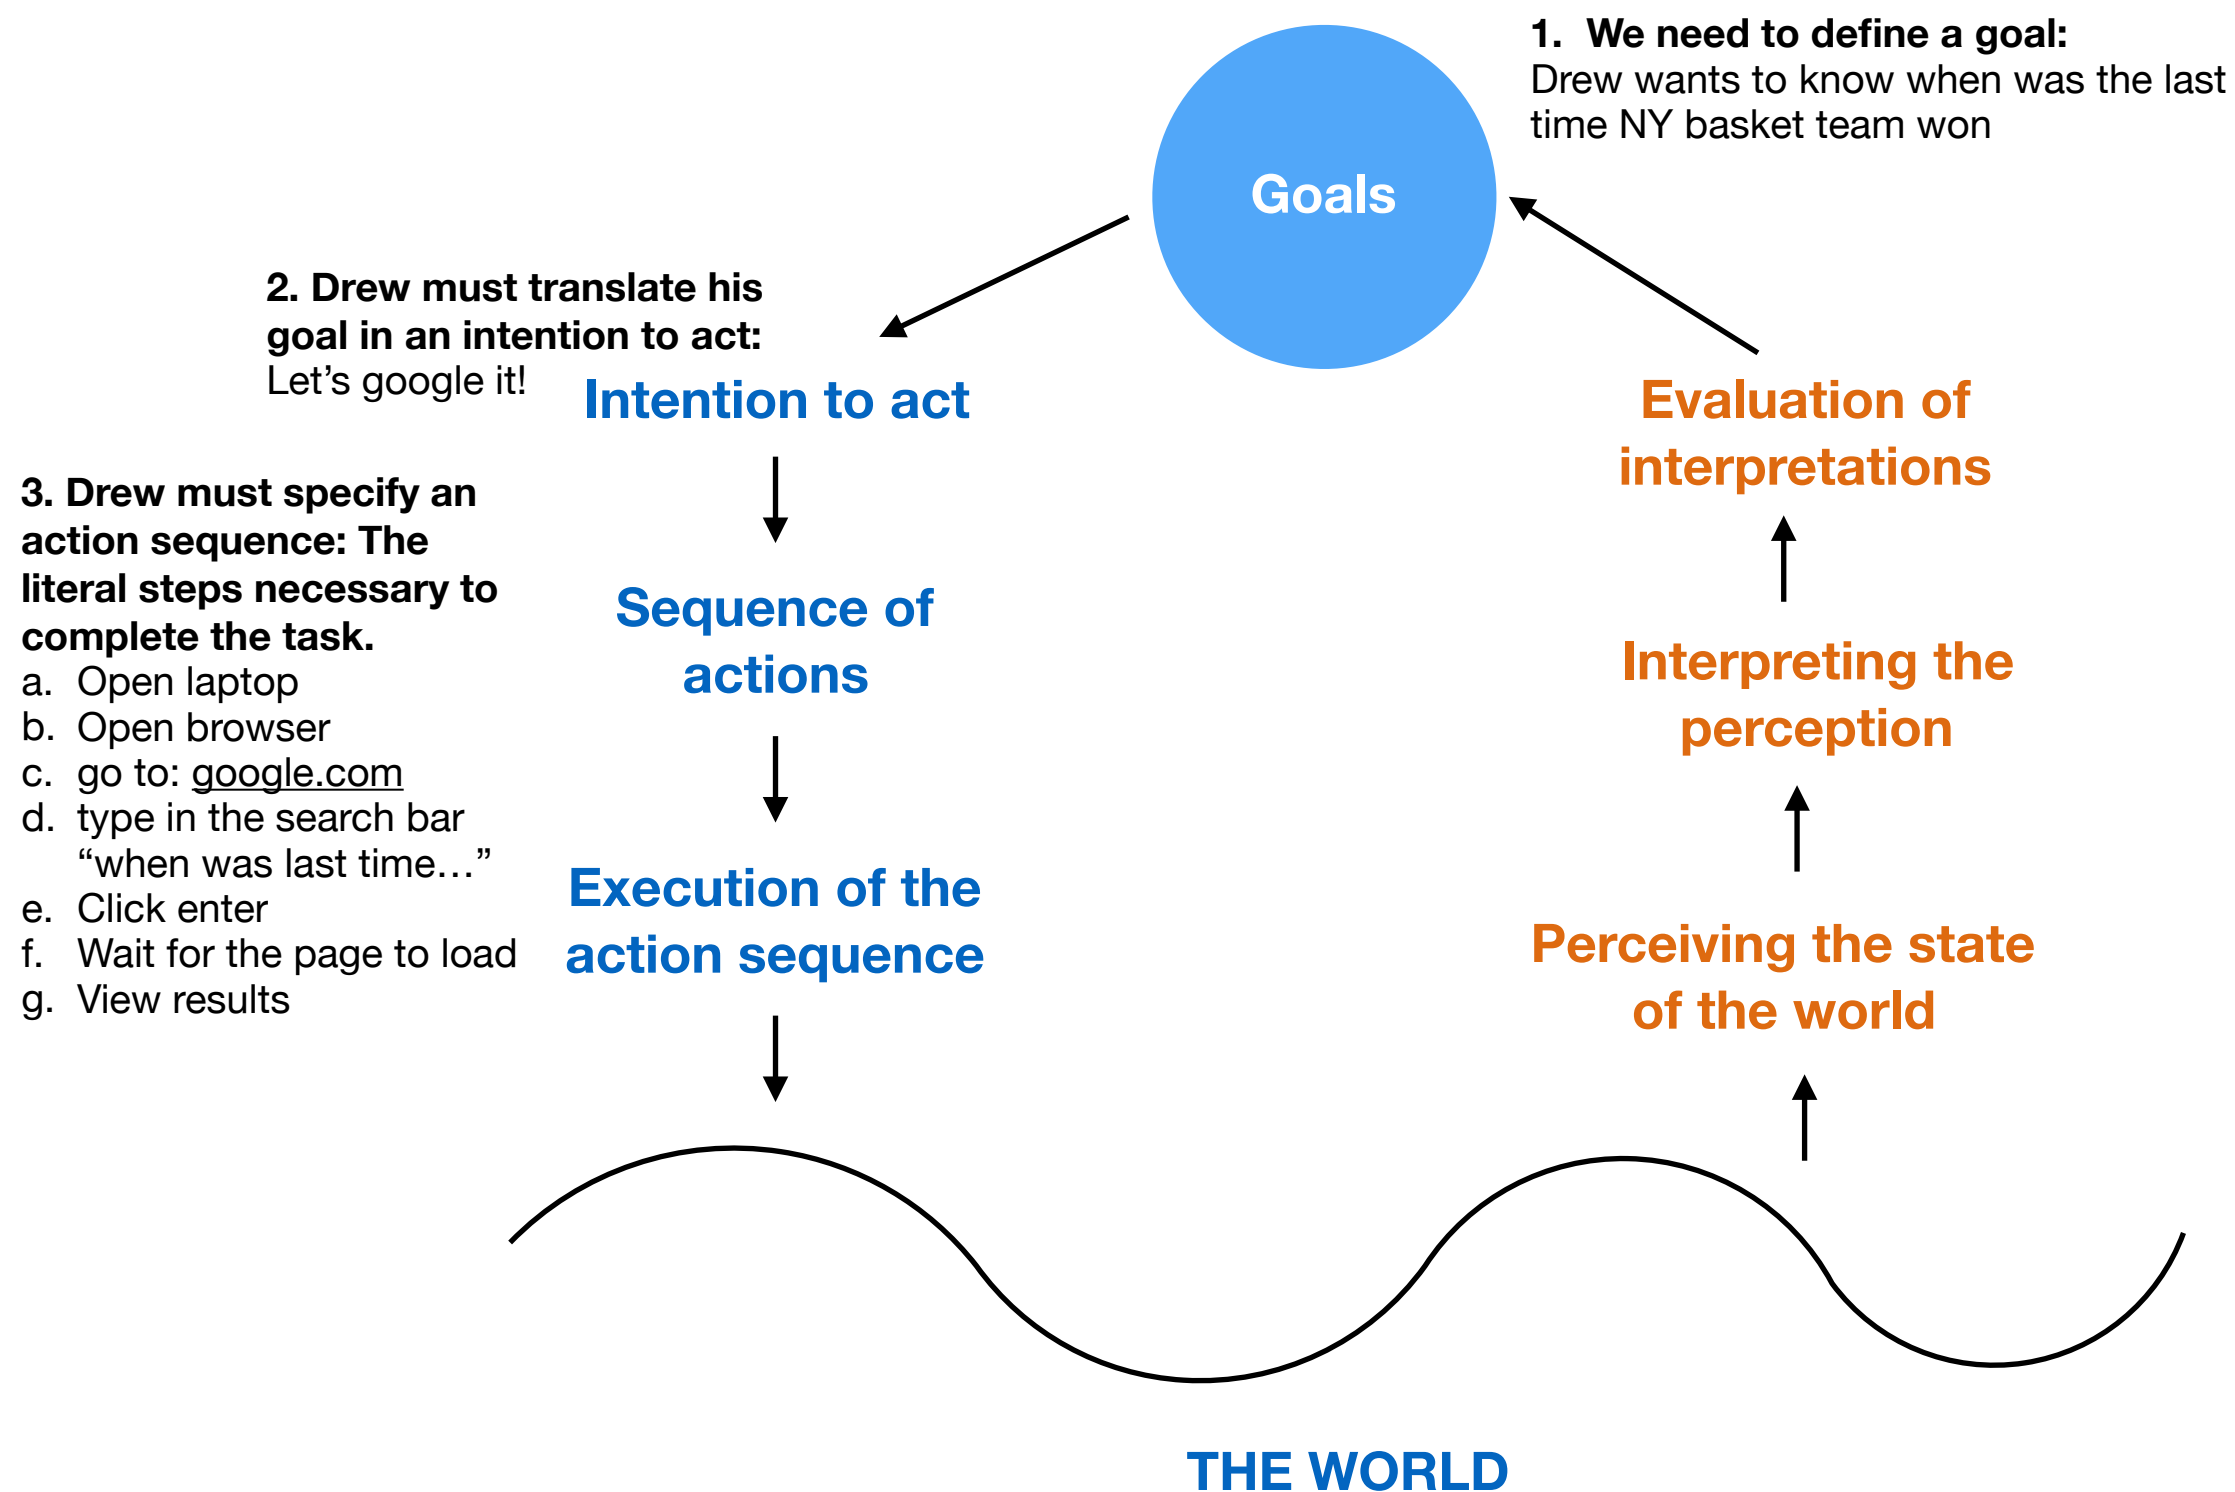 1. We need to define a goal:
Drew wants to know when was the last
time NY basket team won
Goals
2. Drew must translate his
goal in an intention to act:
Let’s google it!
Intention to act
3. Drew must specify an
action sequence: The
literal steps necessary to
complete the task.
a. Open laptop
b. Open browser
c. go to: google.com
d. type in the search bar
“when was last time…”
e. Click enter
f. Wait for the page to load
g. View results
Sequence of
actions
Execution of the
action sequence
Evaluation of
interpretations
Interpreting the
perception
Perceiving the state
of the world
THE WORLD